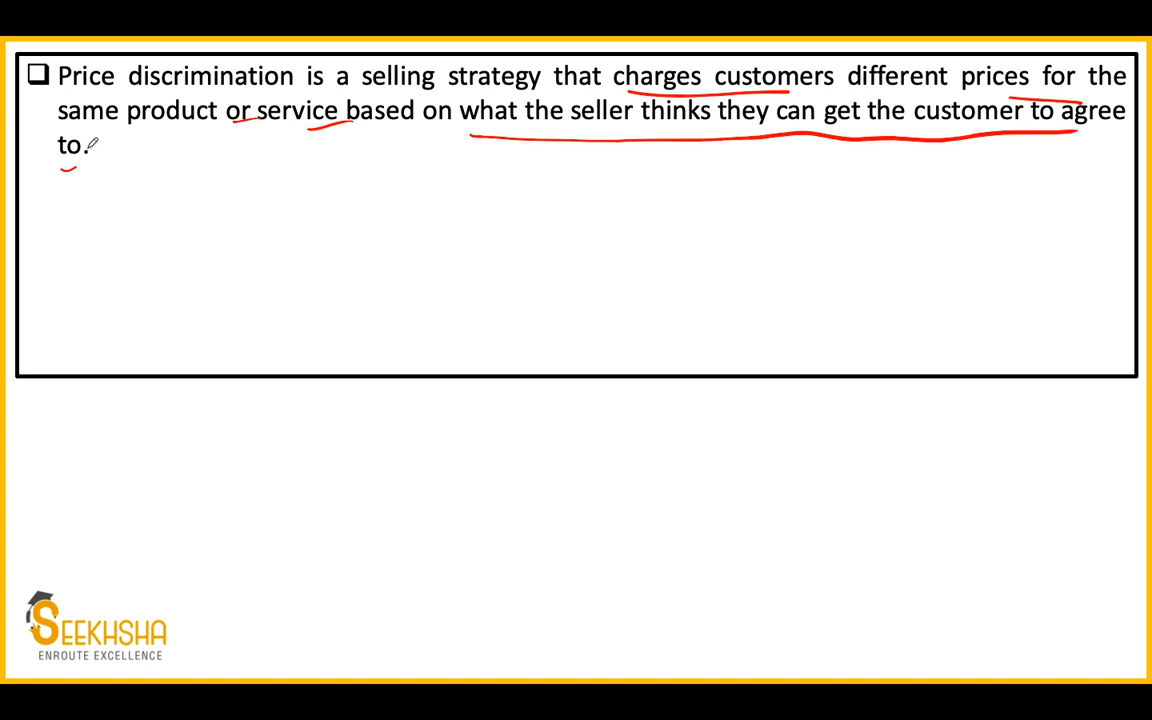 Price discrimination is a selling strategy that charges customers different prices for the
same product or service based on what the seller thinks they can get the customer to agree
to.
SEEKHSHA
ENROUTE EXCELLENCE